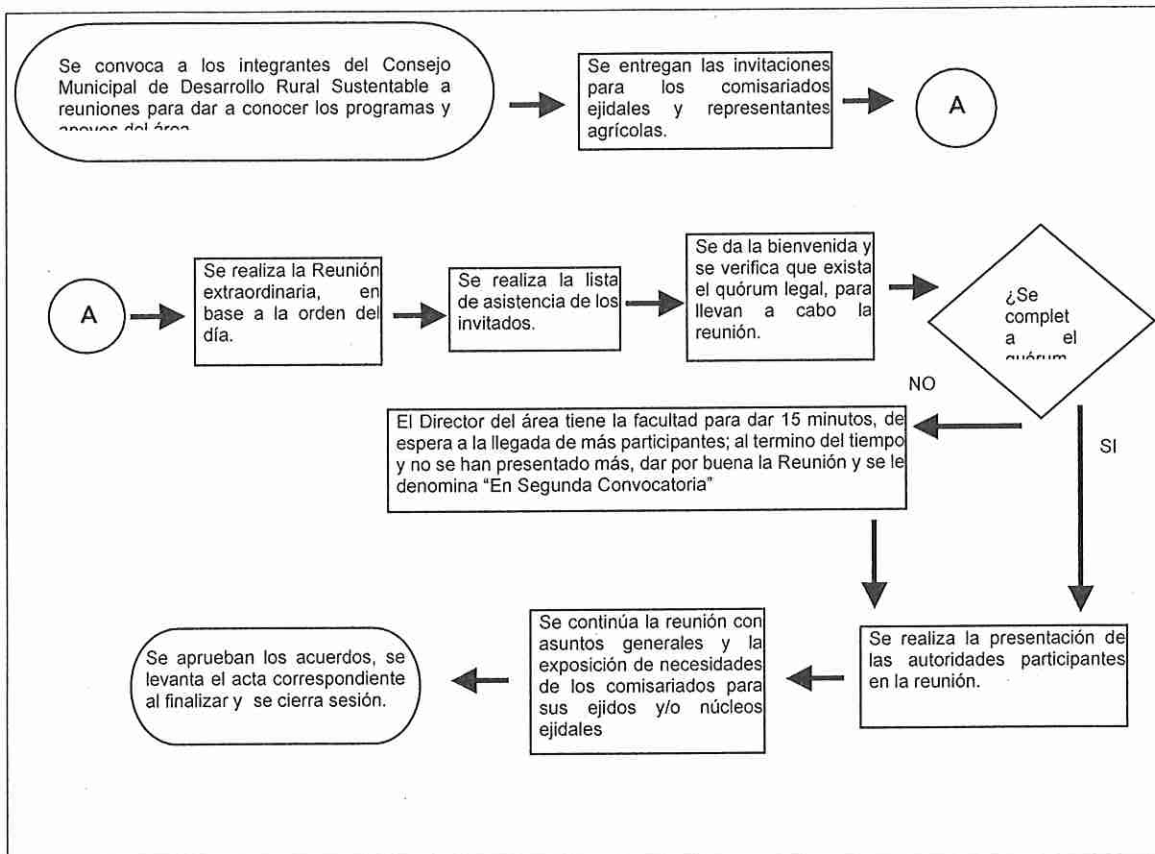 Se convoca a los integrantes del Consejo
Municipal de Desarrollo Rural Sustentable a
reuniones para dar a conocer los programas y
apoyos del área
Se entregan las invitaciones
para los comisariados
ejidales y representantes
agrícolas.
A
A
Se realiza la Reunión
extraordinaria, en
base a la orden del
día.
Se realiza la lista
de asistencia de los
invitados.
Se da la bienvenida y
se verifica que exista
el quórum legal, para
llevan a cabo la
reunión.
¿Se
complet
a el
quórum
NO
SI
El Director del área tiene la facultad para dar 15 minutos, de
espera a la llegada de más participantes; al termino del tiempo
y no se han presentado más, dar por buena la Reunión y se le
denomina “En Segunda Convocatoria”
Se realiza la presentación de
las autoridades participantes
en la reunión.
Se continúa la reunión con
asuntos generales y la
exposición de necesidades
de los comisariados para
sus ejidos y/o núcleos
ejidales
Se aprueban los acuerdos, se
levanta el acta correspondiente
al finalizar y se cierra sesión.